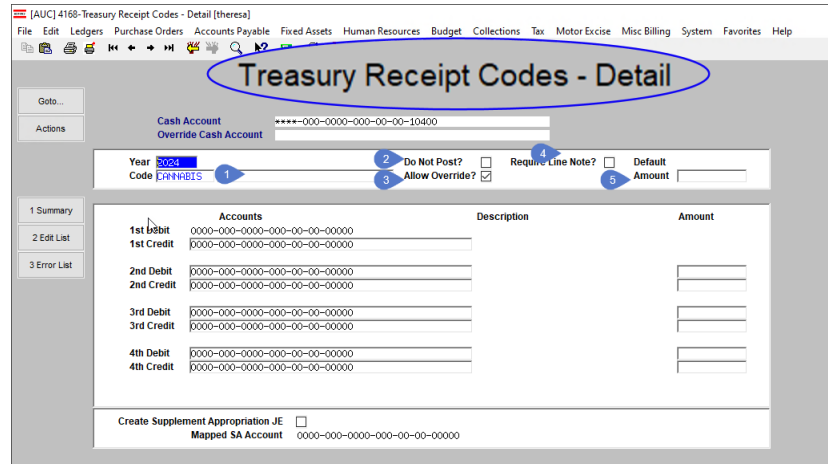 [AUC] 4168-Treasury Receipt Codes - Detail [theresa]
File Edit Ledgers Purchase Orders Accounts Payable Fixed Assets Human Resources Budget Collections Tax Motor Excise Misc Billing System Favorites Help
Treasury Receipt Codes - Detail
Goto...
Actions
Cash Account ****-000-0000-000-00-00-10400
Override Cash Account
Year 2024 2 Do Not Post? 4 Require Line Note? Default
Code CANNABIS 1 3 Allow Override? 5 Amount
1 Summary
2 Edit List
3 Error List
Accounts Description Amount
1st Debit 0000-000-0000-000-00-00-00000
1st Credit 0000-000-0000-000-00-00-00000
2nd Debit 0000-000-0000-000-00-00-00000
2nd Credit 0000-000-0000-000-00-00-00000
3rd Debit 0000-000-0000-000-00-00-00000
3rd Credit 0000-000-0000-000-00-00-00000
4th Debit 0000-000-0000-000-00-00-00000
4th Credit 0000-000-0000-000-00-00-00000
Create Supplement Appropriation JE
Mapped SA Account 0000-000-0000-000-00-00-00000